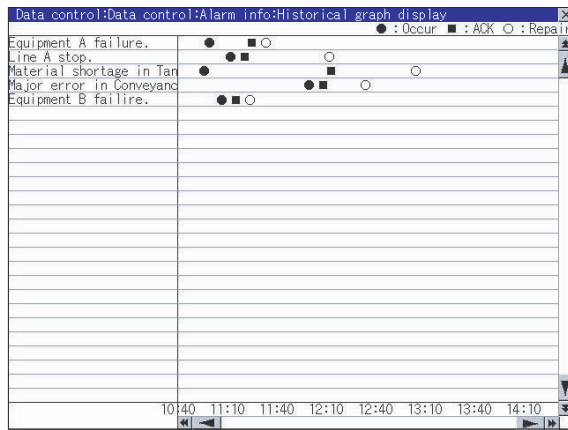 Data control:Data control:Alarm info:Historical graph display
● :Occur ■ :ACK ○ :Repair
Equipment A failure.
Line A stop.
Material shortage in Tan
Major error in Conveyanc
Equipment B failire.
10:40 11:10 11:40 12:10 12:40 13:10 13:40 14:10